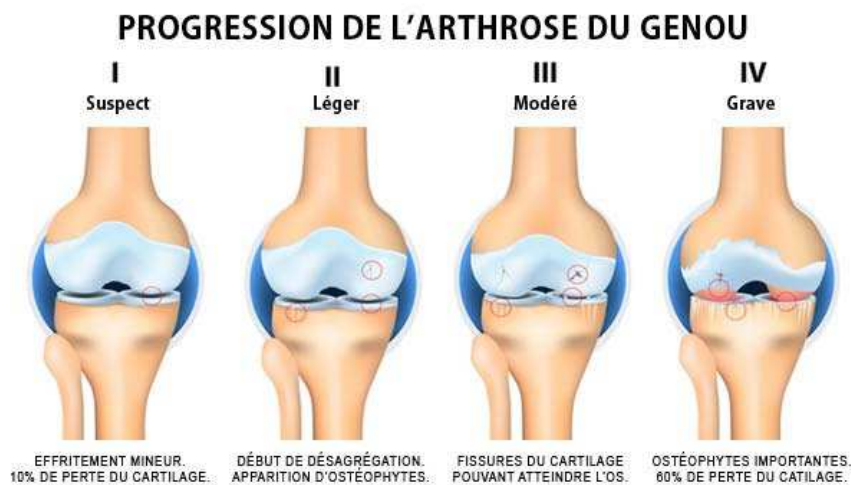 PROGRESSION DE L'ARTHROSE DU GENOU
I
Suspect
II
Léger
III
Modéré
IV
Grave
EFFRITEMENT MINEUR.
10% DE PERTE DU CARTILAGE.
DÉBUT DE DÉSAGRÉGATION.
APPARITION D'OSTÉOPHYTES.
FISSURES DU CARTILAGE
POUVANT ATTEINDRE L'OS.
OSTÉOPHYTES IMPORTANTES.
60% DE PERTE DU CATILAGE.